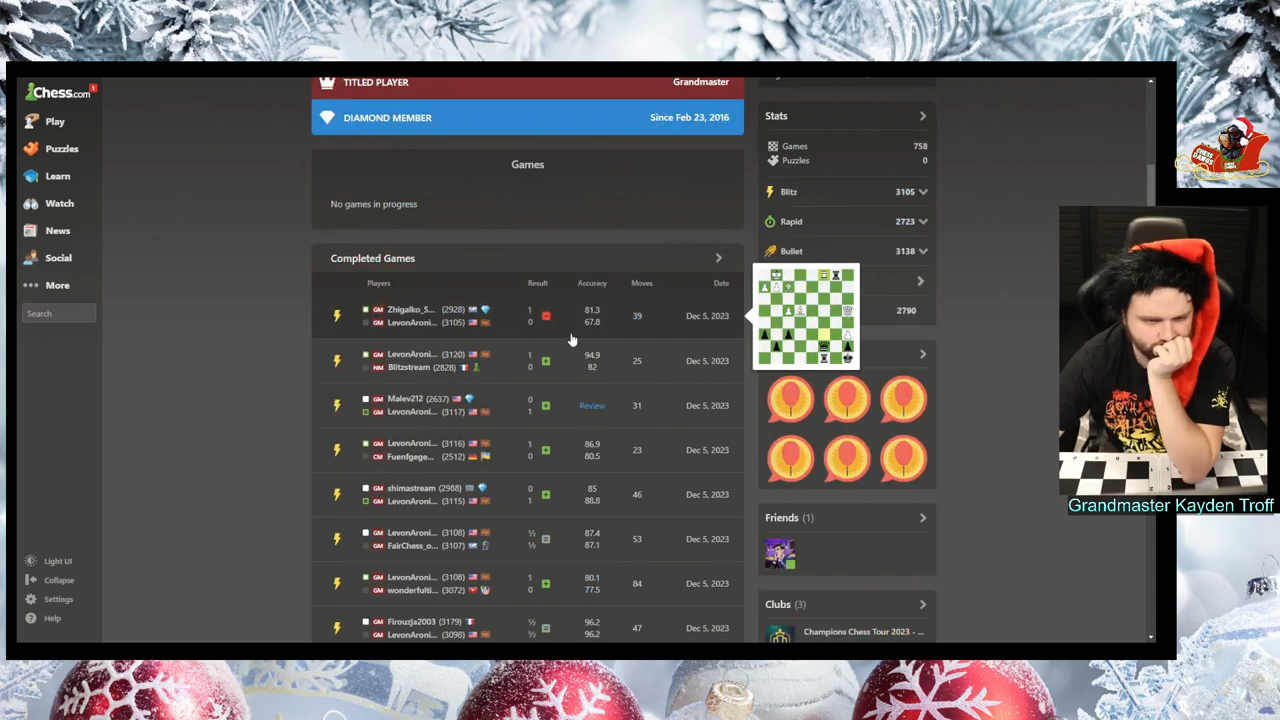 Chess.com
1
Play
Puzzles
Learn
Watch
News
Social
More
Search
Light UI
Collapse
Settings
Help
TITLED PLAYER Grandmaster
DIAMOND MEMBER Since Feb 23, 2016
Games
No games in progress
Completed Games
Players Result Accuracy Moves Date
GM Zhigalko_S... (2928) 1 81.3
GM LevonAroni... (3105) 0 67.8
39 Dec 5, 2023
GM LevonAroni... (3120) 1 94.9
NM Blitzstream (2828) 0 82
25 Dec 5, 2023
GM Malev212 (2637) 0
GM LevonAroni... (3117) 1
Review 31 Dec 5, 2023
GM LevonAroni... (3116) 1 86.9
CM Fuenfgege... (2512) 0 80.5
23 Dec 5, 2023
GM shimastream (2988) 0 85
GM LevonAroni... (3115) 1 88.8
46 Dec 5, 2023
GM LevonAroni... (3108) ½ 87.4
GM FairChess_o... (3107) ½ 87.1
53 Dec 5, 2023
GM LevonAroni... (3108) 1 80.1
GM wonderfulti... (3072) 0 77.5
84 Dec 5, 2023
GM Firouzja2003 (3179) ½ 96.2
GM LevonAroni... (3098) ½ 96.2
47 Dec 5, 2023
Stats
Games 758
Puzzles 0
Blitz 3105
Rapid 2723
Bullet 3138
2790
Friends (1)
Clubs (3)
Champions Chess Tour 2023 - ...
Grandmaster Kayden Troff